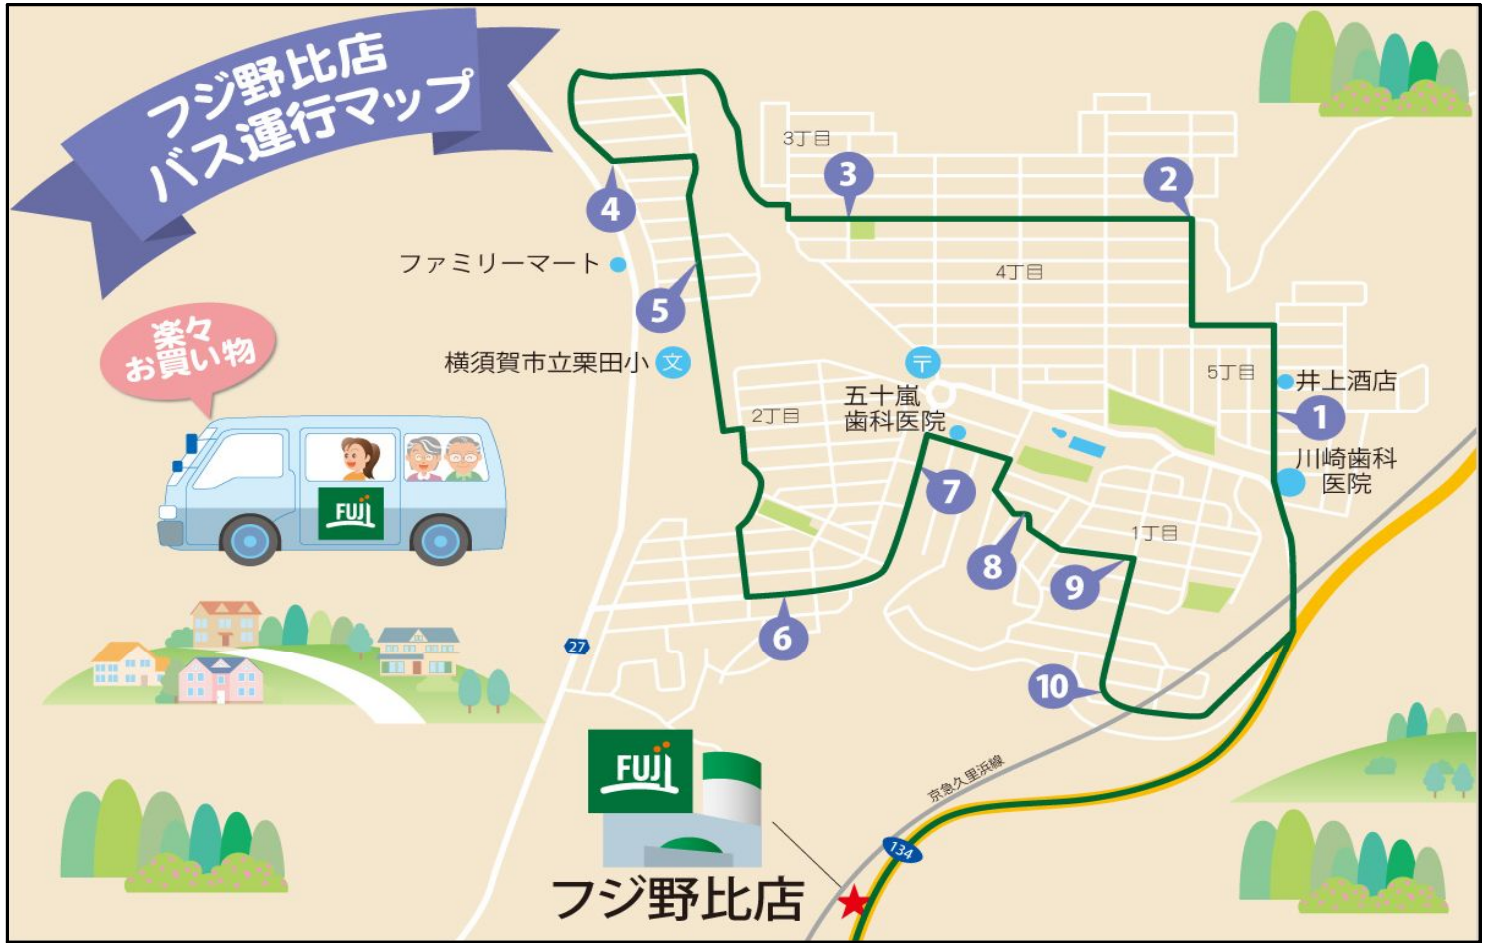 フジ野比店
バス運行マップ
楽々
お買い物
FUJI
3丁目
3
2
4
ファミリーマート
4丁目
5
横須賀市立栗田小
文
〒
五十嵐
歯科医院
2丁目
5丁目
井上酒店
1
川崎歯科
医院
7
1丁目
8
9
6
27
10
FUJI
京急久里浜線
134
フジ野比店